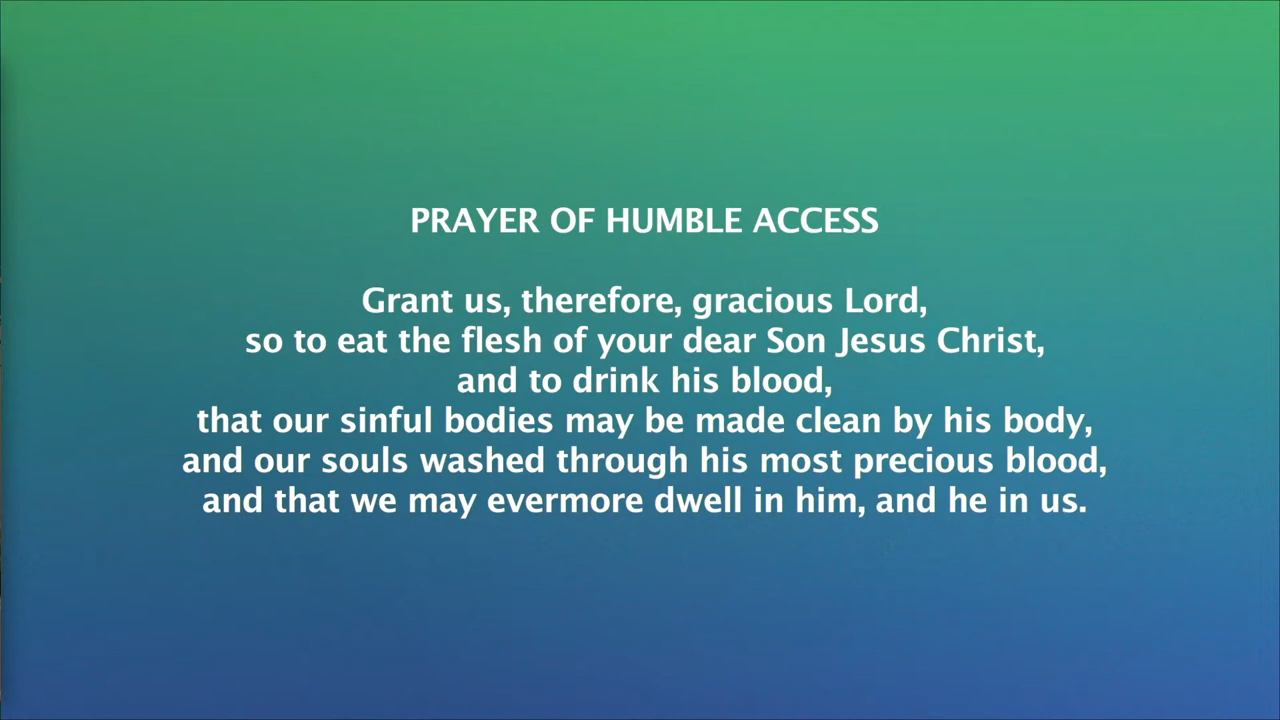 PRAYER OF HUMBLE ACCESS
Grant us, therefore, gracious Lord,
so to eat the flesh of your dear Son Jesus Christ,
and to drink his blood,
that our sinful bodies may be made clean by his body,
and our souls washed through his most precious blood,
and that we may evermore dwell in him, and he in us.